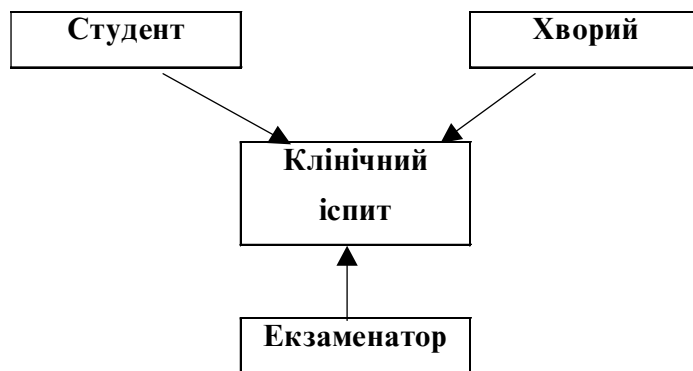 Студент
Хворий
Клінічний
іспит
Екзаменатор